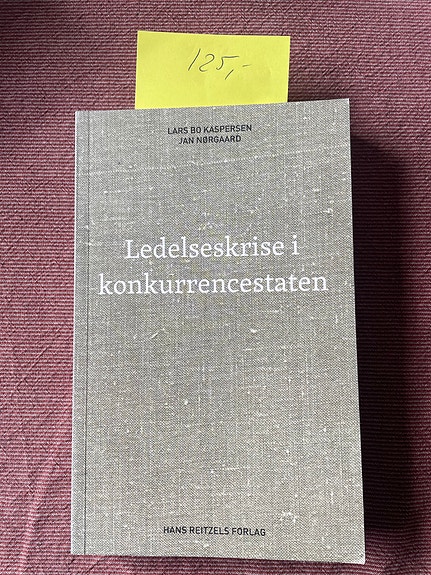 125,-
LARS BO KASPERSEN
JAN NØRGAARD
Ledelseskrise i
konkurrencestaten
HANS REITZELS FORLAG